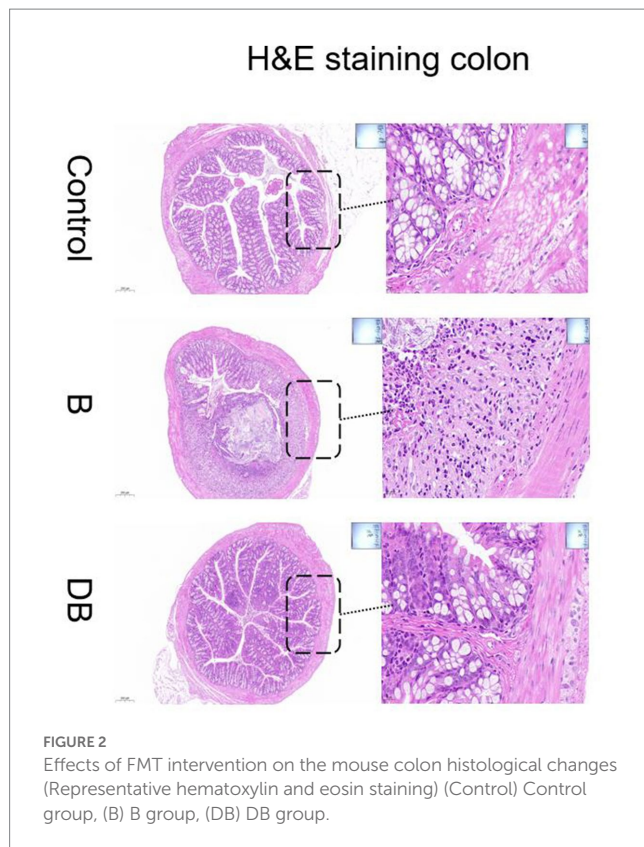 H&E staining colon
Control
B
DB
FIGURE 2
Effects of FMT intervention on the mouse colon histological changes
(Representative hematoxylin and eosin staining) (Control) Control
group, (B) B group, (DB) DB group.